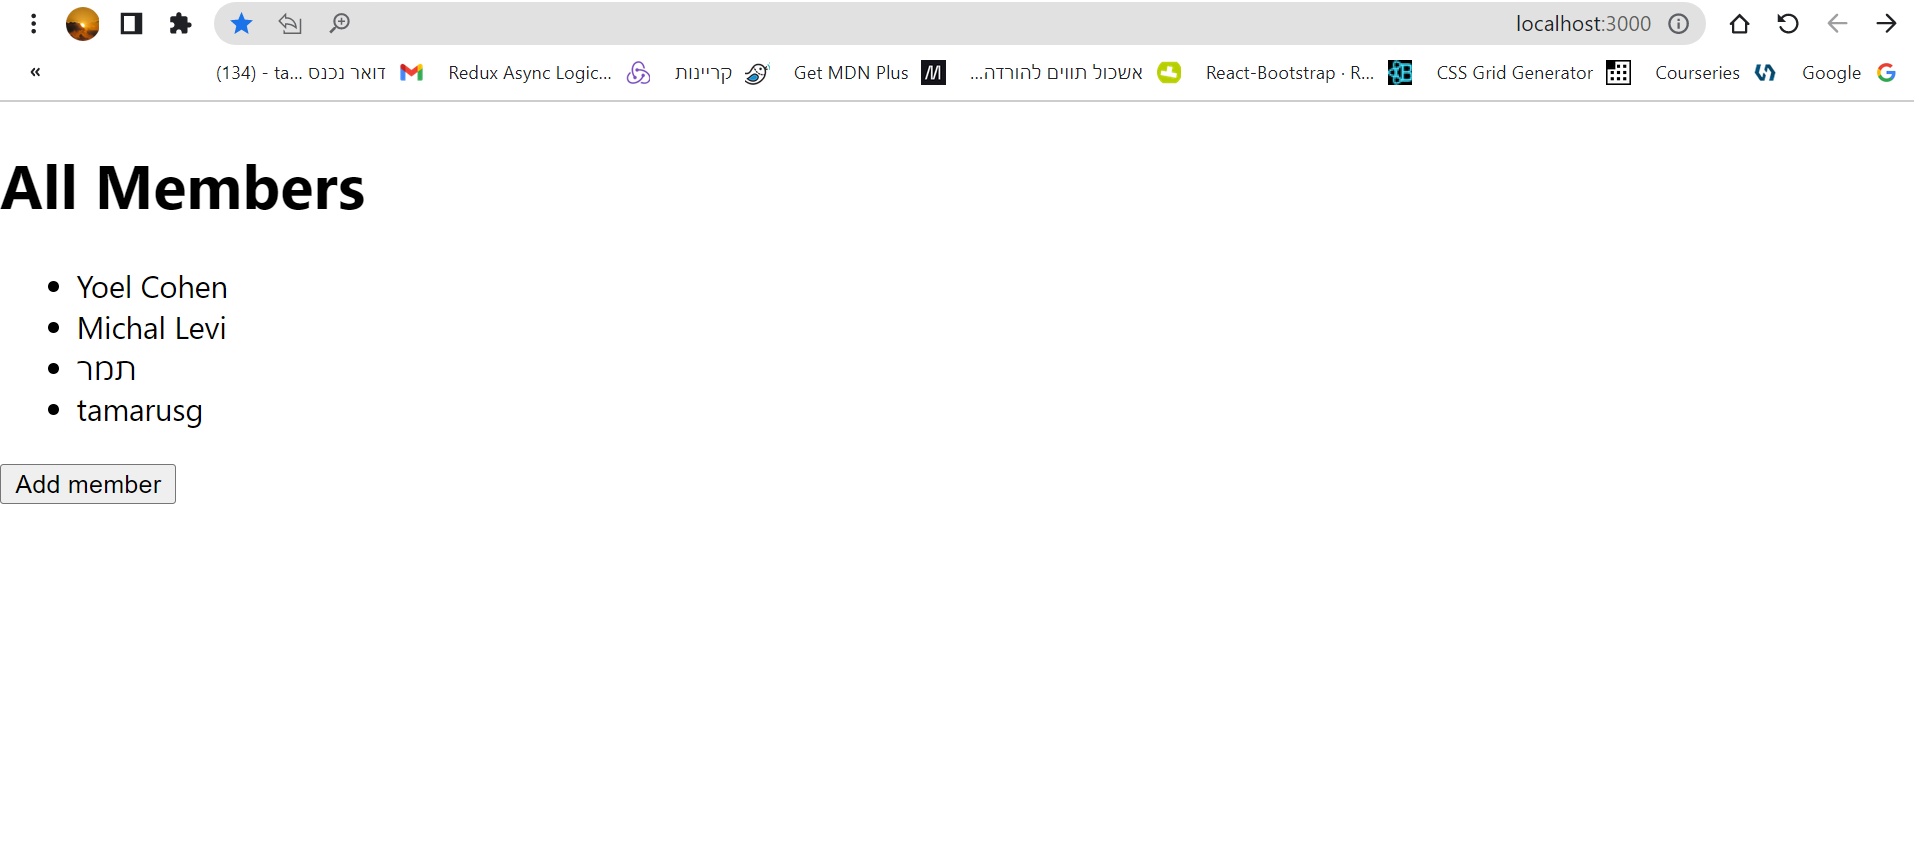 localhost:3000
Google
Courseries
CSS Grid Generator
React-Bootstrap · R...
אשכול תווים להורדה...
Get MDN Plus
קריינות
Redux Async Logic...
דואר נכנס (134) - ta...
«
All Members
• Yoel Cohen
• Michal Levi
• תמר
• tamarusg
Add member